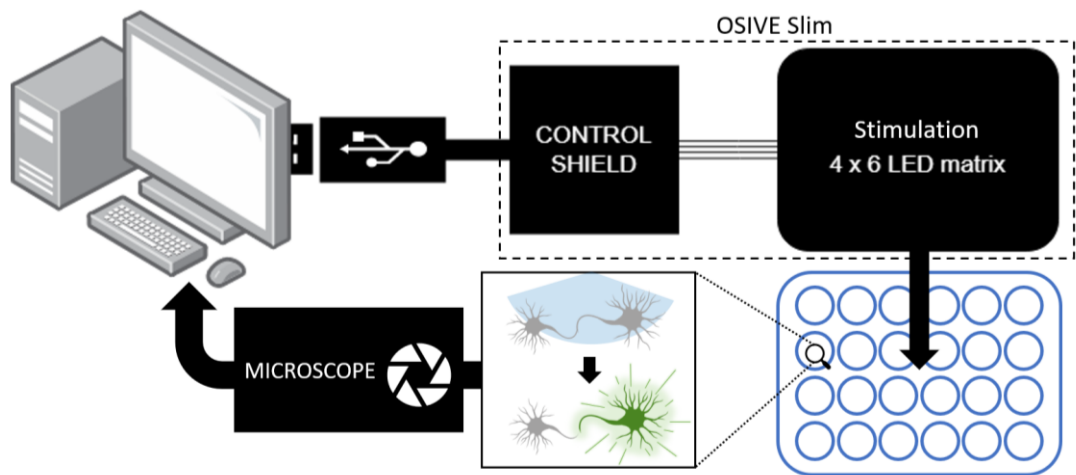 OSIVE Slim
CONTROL
SHIELD
Stimulation
4 x 6 LED matrix
MICROSCOPE